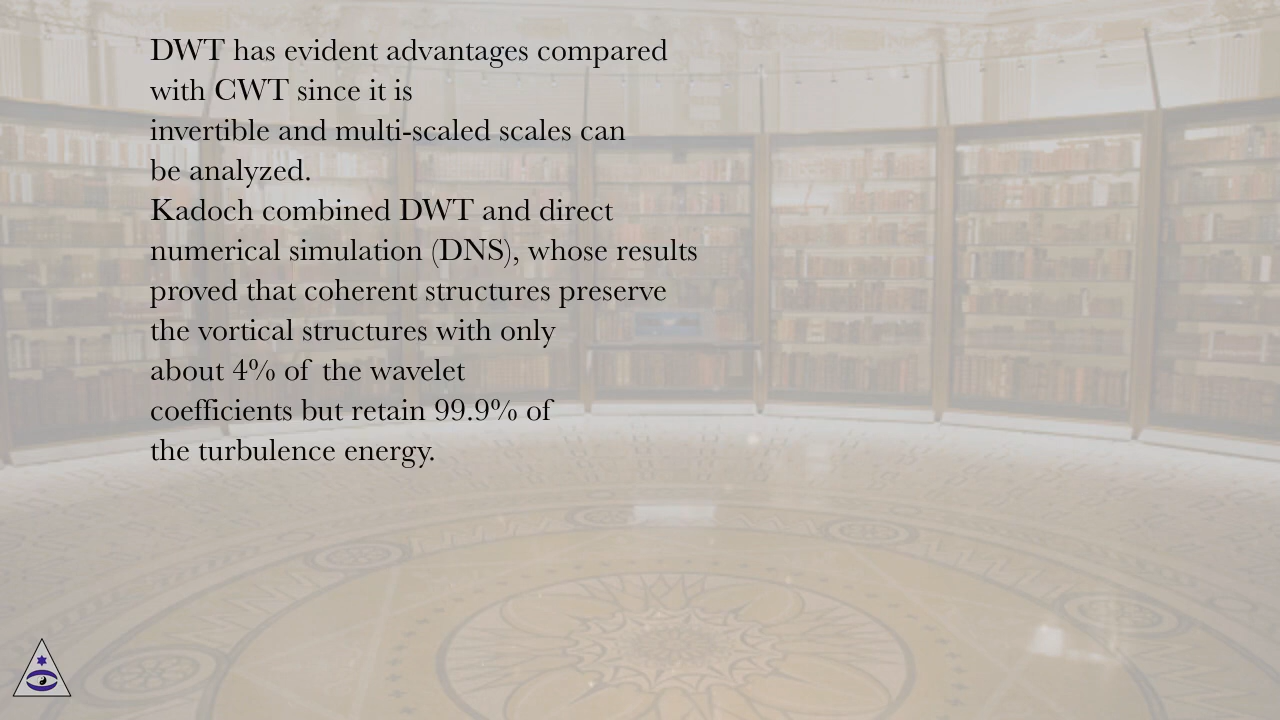 DWT has evident advantages compared
with CWT since it is
invertible and multi-scaled scales can
be analyzed.
Kadoch combined DWT and direct
numerical simulation (DNS), whose results
proved that coherent structures preserve
the vortical structures with only
about 4% of the wavelet
coefficients but retain 99.9% of
the turbulence energy.